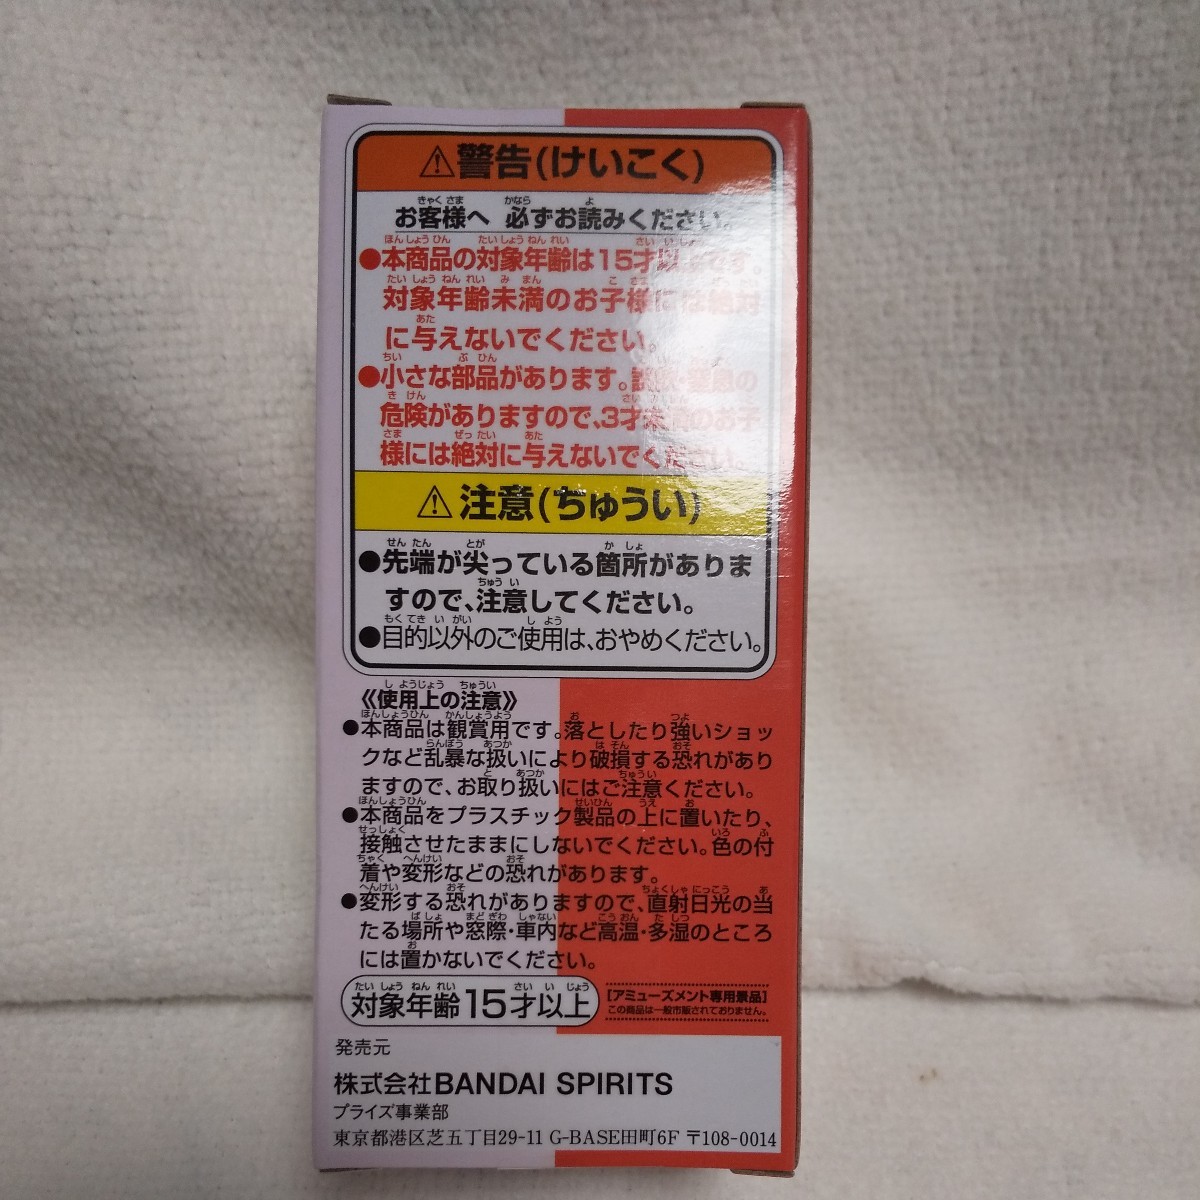 ⚠警告(けいこく)
お客様へ 必ずお読みください。
●本商品の対象年齢は15才以上です。
対象年齢未満のお子様には絶対
に与えないでください。
●小さな部品があります。誤飲・窒息の
危険がありますので、3才未満のお子
様には絶対に与えないでください。
⚠注意(ちゅうい)
●先端が尖っている箇所がありま
すので、注意してください。
●目的以外のご使用は、おやめください。
《使用上の注意》
●本商品は観賞用です。落としたり強いショッ
クなど乱暴な扱いにより破損する恐れがあり
ますので、お取り扱いにはご注意ください。
●本商品をプラスチック製品の上に置いたり、
接触させたままにしないでください。色の付
着や変形などの恐れがあります。
●変形する恐れがありますので、直射日光の当
たる場所や窓際・車内など高温・多湿のところ
には置かないでください。
対象年齢15才以上
[アミューズメント専用景品]
この商品は一般市販されておりません。
発売元
株式会社BANDAI SPIRITS
プライズ事業部
東京都港区芝五丁目29-11 G-BASE田町6F 〒108-0014